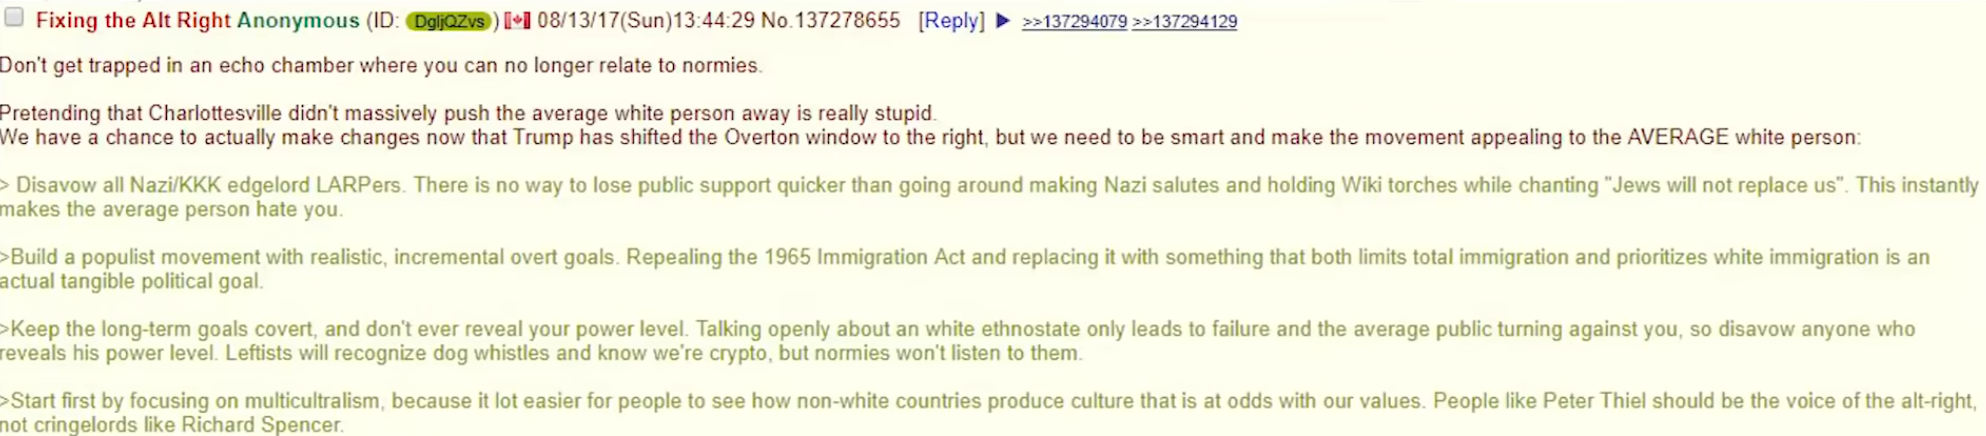 Fixing the Alt Right Anonymous (ID: DgljQZvs) 08/13/17(Sun)13:44:29 No.137278655 [Reply] ▶ >>137294079 >>137294129
Don't get trapped in an echo chamber where you can no longer relate to normies.
Pretending that Charlottesville didn't massively push the average white person away is really stupid.
We have a chance to actually make changes now that Trump has shifted the Overton window to the right, but we need to be smart and make the movement appealing to the AVERAGE white person:
> Disavow all Nazi/KKK edgelord LARPers. There is no way to lose public support quicker than going around making Nazi salutes and holding Wiki torches while chanting "Jews will not replace us". This instantly
makes the average person hate you.
>Build a populist movement with realistic, incremental overt goals. Repealing the 1965 Immigration Act and replacing it with something that both limits total immigration and prioritizes white immigration is an
actual tangible political goal.
>Keep the long-term goals covert, and don't ever reveal your power level. Talking openly about an white ethnostate only leads to failure and the average public turning against you, so disavow anyone who
reveals his power level. Leftists will recognize dog whistles and know we're crypto, but normies won't listen to them.
>Start first by focusing on multicultralism, because it lot easier for people to see how non-white countries produce culture that is at odds with our values. People like Peter Thiel should be the voice of the alt-right,
not cringelords like Richard Spencer.